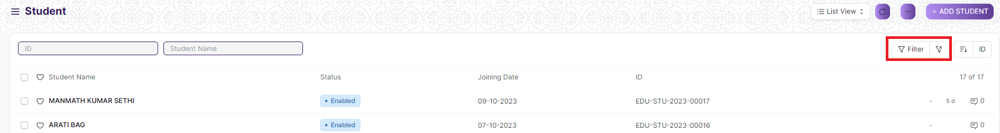 Student
List View
...
+ ADD STUDENT
ID
Student Name
Filter
ID
Student Name Status Joining Date ID 17 of 17
MANMATH KUMAR SETHI • Enabled 09-10-2023 EDU-STU-2023-00017 - 5 d 0
ARATI BAG • Enabled 07-10-2023 EDU-STU-2023-00016 - 0